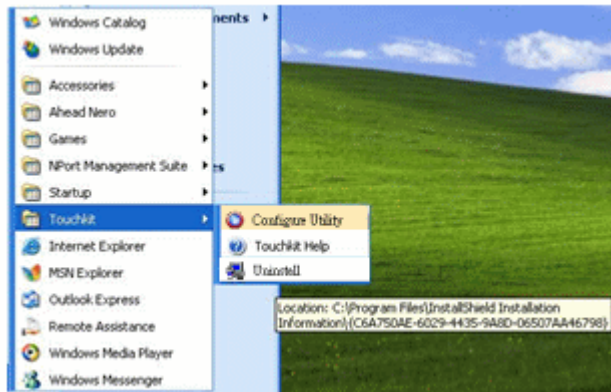 Windows Catalog
Windows Update
Accessories
Ahead Nero
Games
NPort Management Suite
Startup
Touchkit
Internet Explorer
MSN Explorer
Outlook Express
Remote Assistance
Windows Media Player
Windows Messenger
ments
es
Configure Utility
Touchkit Help
Uninstall
Location: C:\Program Files\InstallShield Installation
Information\{C6A750AE-6029-4435-9A8D-06507AA46798}